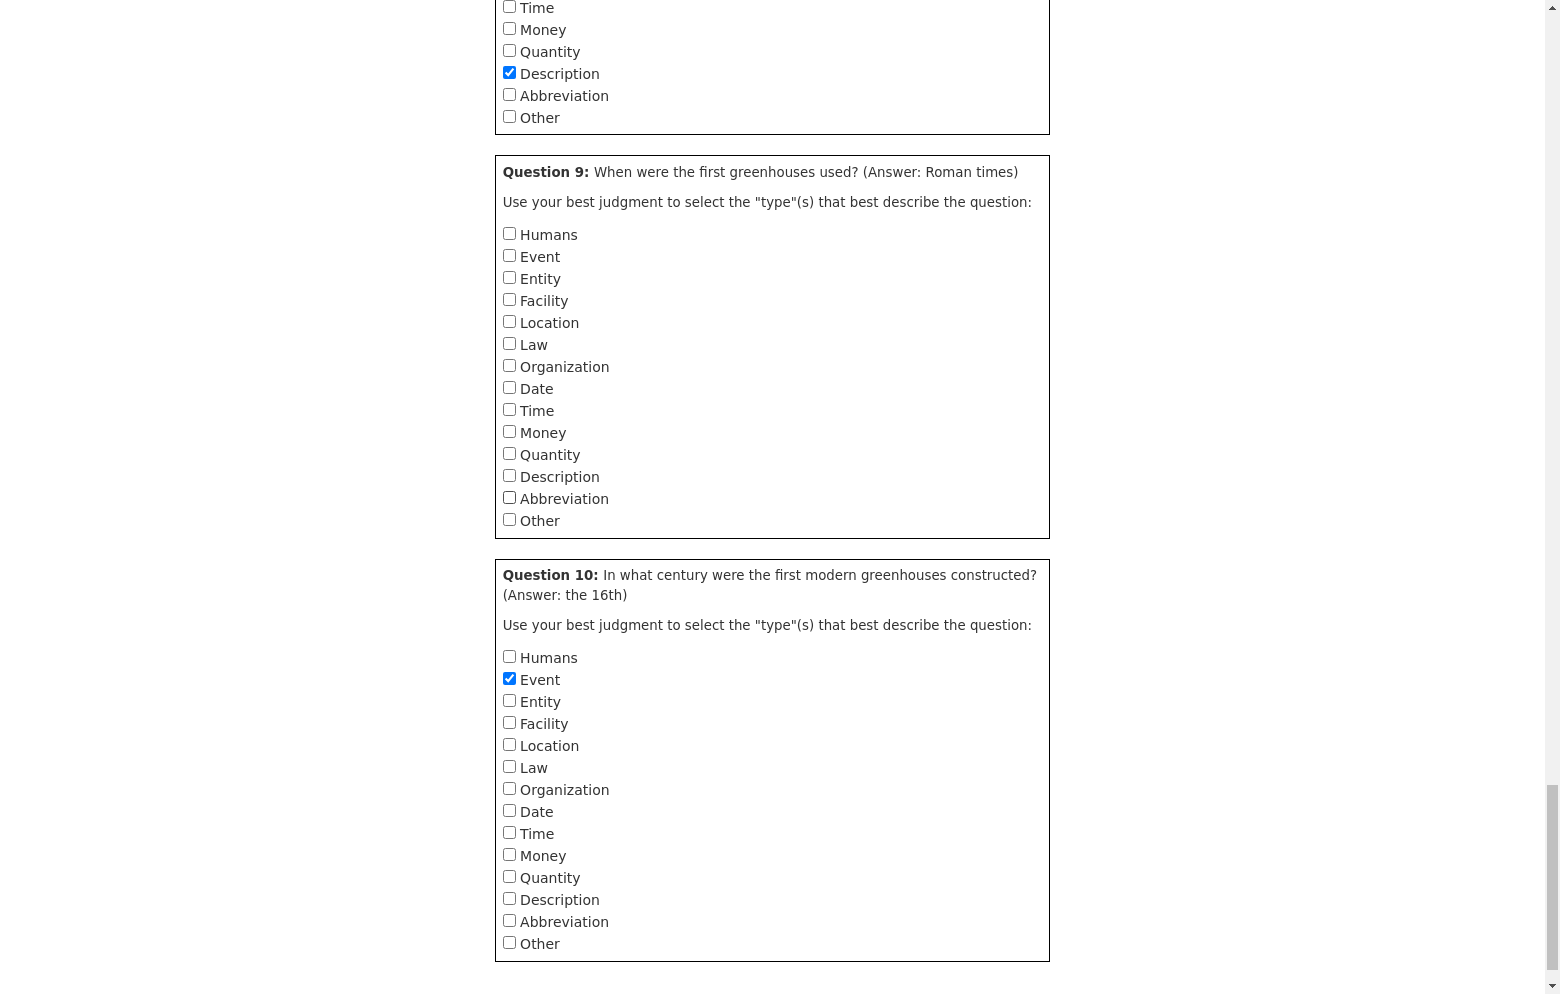 Time
Money
Quantity
Description
Abbreviation
Other
Question 9: When were the first greenhouses used? (Answer: Roman times)
Use your best judgment to select the "type"(s) that best describe the question:
Humans
Event
Entity
Facility
Location
Law
Organization
Date
Time
Money
Quantity
Description
Abbreviation
Other
Question 10: In what century were the first modern greenhouses constructed?
(Answer: the 16th)
Use your best judgment to select the "type"(s) that best describe the question:
Humans
Event
Entity
Facility
Location
Law
Organization
Date
Time
Money
Quantity
Description
Abbreviation
Other